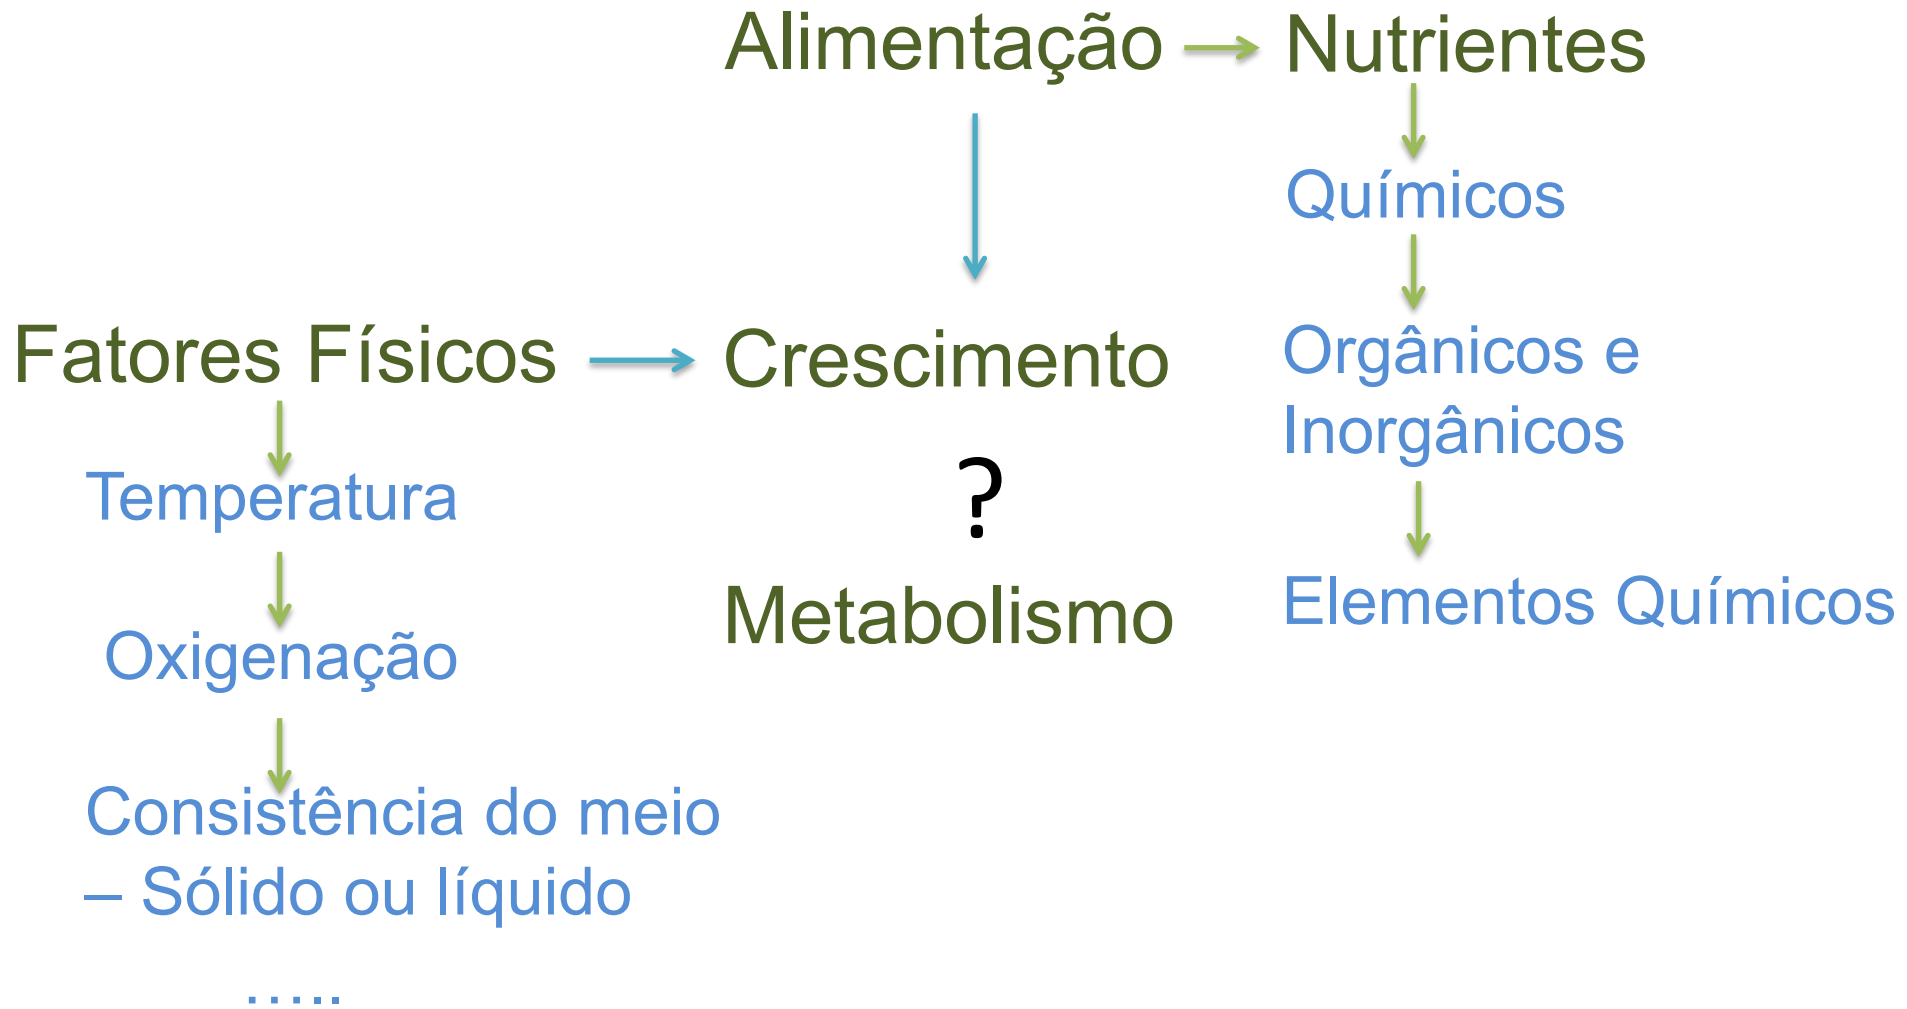 Alimentação
Nutrientes
Químicos
Orgânicos e
Inorgânicos
Elementos Químicos
Fatores Físicos
Crescimento
?
Metabolismo
Temperatura
Oxigenação
Consistência do meio
– Sólido ou líquido
…..